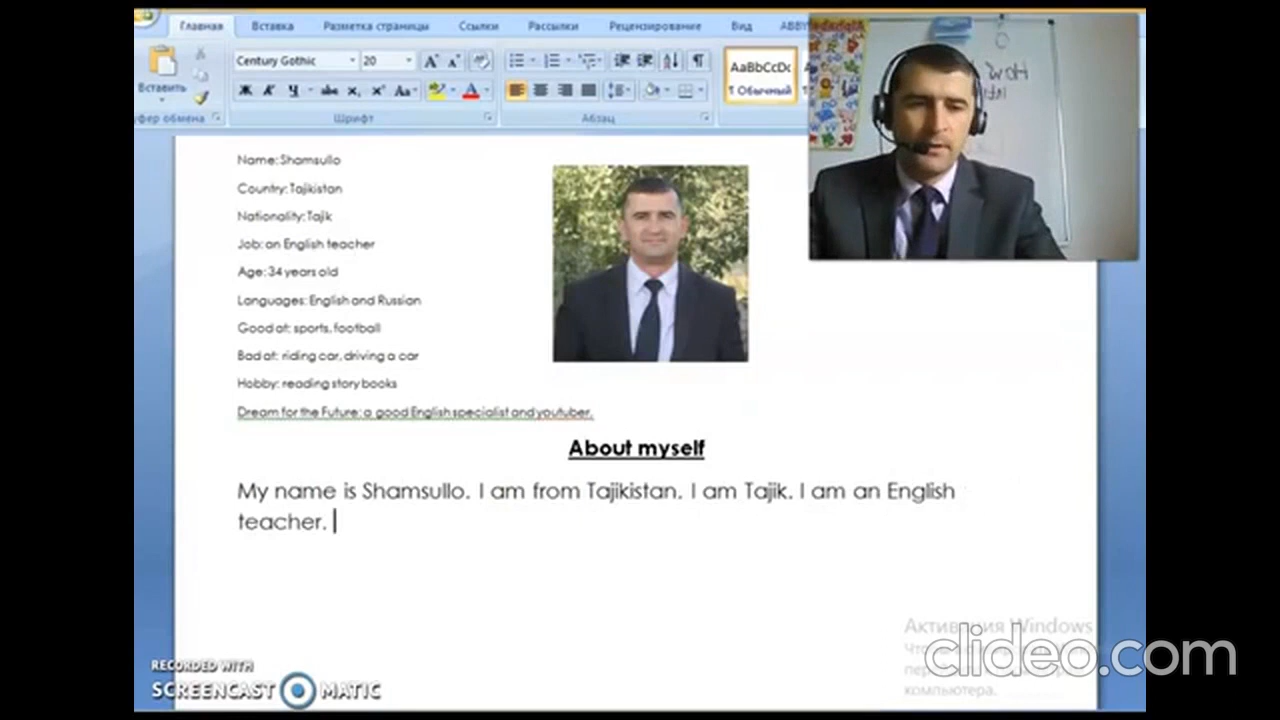 Главная Вставка Разметка страницы Ссылки Рассылки Рецензирование Вид ABBY
Century Gothic 20
AaBbCcDc
Вставить
¶ Обычный
фер обмена Шрифт Абзац
Name: Shamsullo
Country: Tajikistan
Nationality: Tajik
Job: an English teacher
Age: 34 years old
Languages: English and Russian
Good at: sports, football
Bad at: riding car, driving a car
Hobby: reading story books
Dream for the Future: a good English specialist and youtuber.
About myself
My name is Shamsullo. I am from Tajikistan. I am Tajik. I am an English
teacher.
Активация Windows
компьютера.
clideo.com
RECORDED WITH
SCREENCAST MATIC